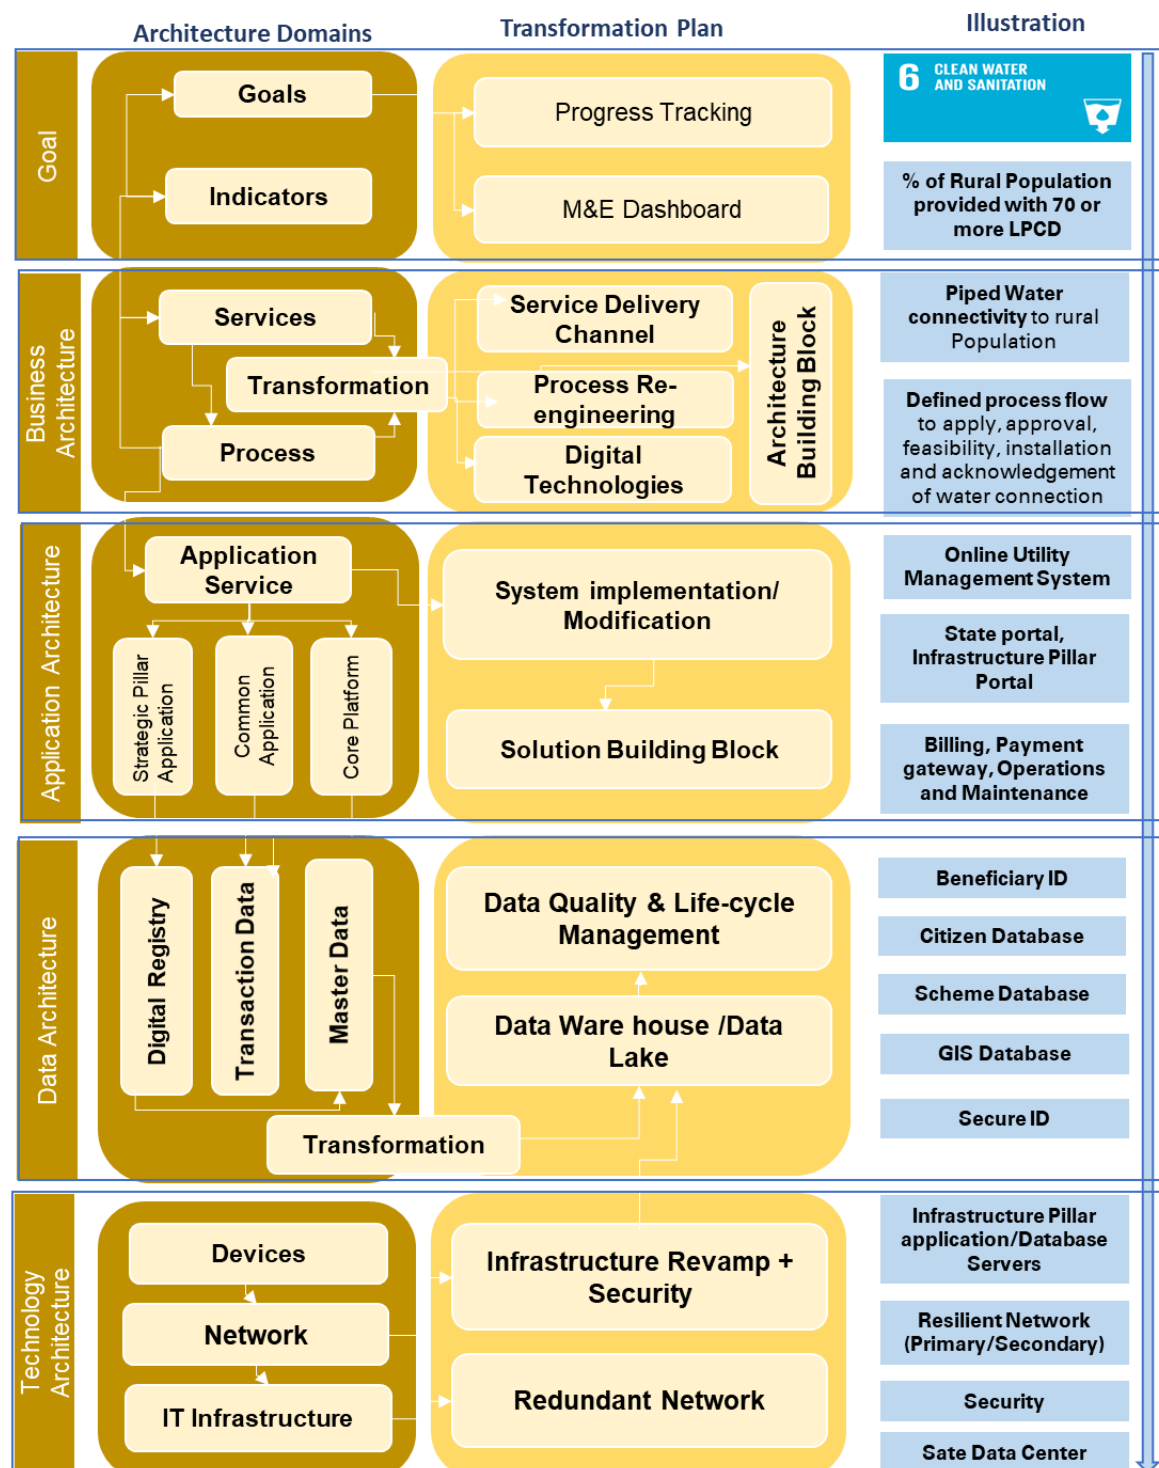 Architecture Domains
Transformation Plan
Illustration
Goal
Goals
Indicators
Progress Tracking
M&E Dashboard
6 CLEAN WATER
AND SANITATION
% of Rural Population
provided with 70 or
more LPCD
Business
Architecture
Services
Transformation
Process
Service Delivery
Channel
Process Re-
engineering
Digital
Technologies
Architecture
Building Block
Piped Water
connectivity to rural
Population
Defined process flow
to apply, approval,
feasibility, installation
and acknowledgement
of water connection
Application Architecture
Application
Service
Strategic Pillar
Application
Common
Application
Core Platform
System implementation/
Modification
Solution Building Block
Online Utility
Management System
State portal,
Infrastructure Pillar
Portal
Billing, Payment
gateway, Operations
and Maintenance
Data Architecture
Digital Registry
Transaction Data
Master Data
Transformation
Data Quality & Life-cycle
Management
Data Ware house /Data
Lake
Beneficiary ID
Citizen Database
Scheme Database
GIS Database
Secure ID
Technology
Architecture
Devices
Network
IT Infrastructure
Infrastructure Revamp +
Security
Redundant Network
Infrastructure Pillar
application/Database
Servers
Resilient Network
(Primary/Secondary)
Security
Sate Data Center